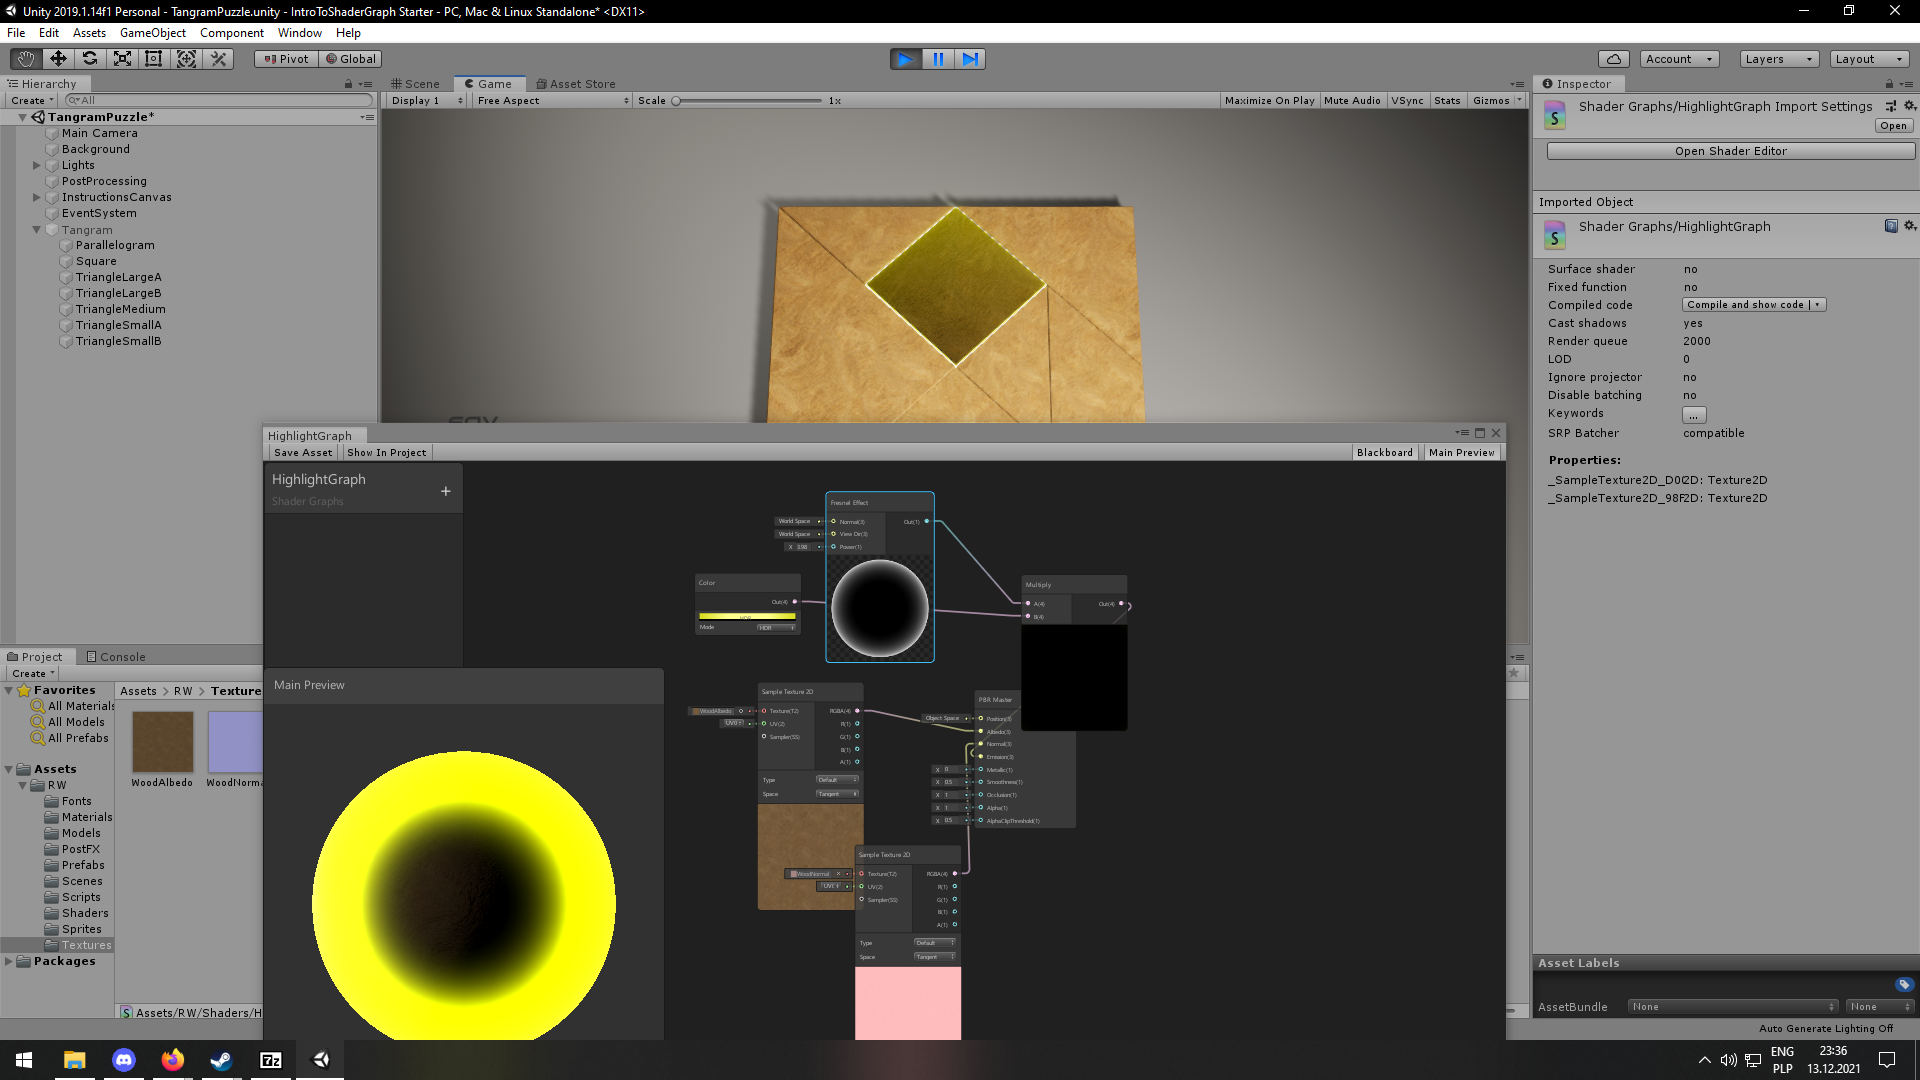 Unity 2019.1.14f1 Personal - TangramPuzzle.unity - IntroToShaderGraph Starter - PC, Mac & Linux Standalone* <DX11>
File Edit Assets GameObject Component Window Help
Pivot Global Account Layers Layout
Hierarchy
Create All
TangramPuzzle*
Main Camera
Background
Lights
PostProcessing
InstructionsCanvas
EventSystem
Tangram
Parallelogram
Square
TriangleLargeA
TriangleLargeB
TriangleMedium
TriangleSmallA
TriangleSmallB
Scene Game Asset Store
Display 1 Free Aspect Scale 1x Maximize On Play Mute Audio VSync Stats Gizmos
Inspector
Shader Graphs/HighlightGraph Import Settings
Open
Open Shader Editor
Imported Object
Shader Graphs/HighlightGraph
Surface shader no
Fixed function no
Compiled code Compile and show code
Cast shadows yes
Render queue 2000
LOD 0
Ignore projector no
Disable batching no
Keywords ...
SRP Batcher compatible
Properties:
_SampleTexture2D_D0C2D: Texture2D
_SampleTexture2D_98F2D: Texture2D
Asset Labels
AssetBundle None None
Auto Generate Lighting Off
HighlightGraph
Save Asset Show In Project Blackboard Main Preview
HighlightGraph
Shader Graphs
Fresnel Effect
World Space Normal(3) Out(1)
World Space View Dir(3)
X 3.98 Power(1)
Color
Out(4)
HDR
Mode HDR
Multiply
A(4) Out(4)
B(4)
Sample Texture 2D
WoodAlbedo Texture(T2) RGBA(4)
UV0 UV(2) R(1)
Sampler(SS) G(1)
B(1)
A(1)
Type Default
Space Tangent
PBR Master
Object Space Position(3)
Albedo(3)
Normal(3)
Emission(3)
X 0 Metallic(1)
X 0.5 Smoothness(1)
X 1 Occlusion(1)
X 1 Alpha(1)
X 0.5 AlphaClipThreshold(1)
Sample Texture 2D
WoodNormal Texture(T2) RGBA(4)
UV0 UV(2) R(1)
Sampler(SS) G(1)
B(1)
A(1)
Type Default
Space Tangent
Main Preview
Project Console
Create
Favorites
All Materials
All Models
All Prefabs
Assets
RW
Fonts
Materials
Models
PostFX
Prefabs
Scenes
Scripts
Shaders
Sprites
Textures
Packages
Assets > RW > Texture
WoodAlbedo WoodNorma
Assets/RW/Shaders/H
7z
ENG
PLP
23:36
13.12.2021